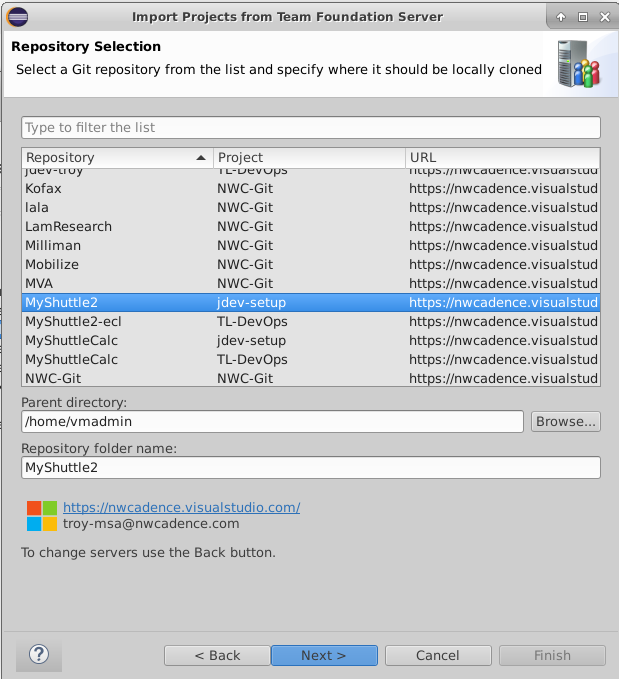 Import Projects from Team Foundation Server
Repository Selection
Select a Git repository from the list and specify where it should be locally cloned
Type to filter the list
Repository Project URL
jdev-troy TL-DevOps https://nwcadence.visualstud
Kofax NWC-Git https://nwcadence.visualstud
lala NWC-Git https://nwcadence.visualstud
LamResearch NWC-Git https://nwcadence.visualstud
Milliman NWC-Git https://nwcadence.visualstud
Mobilize NWC-Git https://nwcadence.visualstud
MVA NWC-Git https://nwcadence.visualstud
MyShuttle2 jdev-setup https://nwcadence.visualstud
MyShuttle2-ecl TL-DevOps https://nwcadence.visualstud
MyShuttleCalc jdev-setup https://nwcadence.visualstud
MyShuttleCalc TL-DevOps https://nwcadence.visualstud
NWC-Git NWC-Git https://nwcadence.visualstud
Parent directory:
/home/vmadmin Browse...
Repository folder name:
MyShuttle2
https://nwcadence.visualstudio.com/
troy-msa@nwcadence.com
To change servers use the Back button.
? < Back Next > Cancel Finish